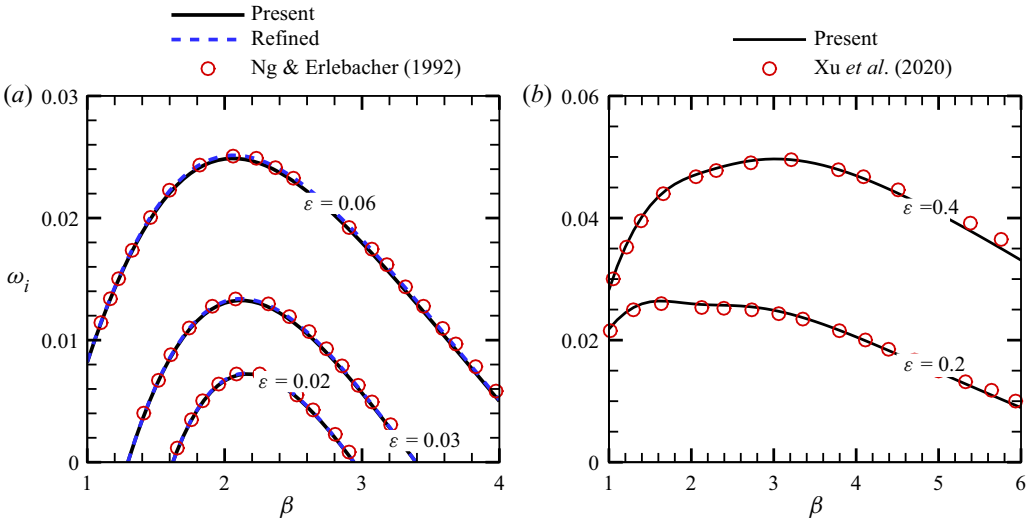 Present
Refined
Ng & Erlebacher (1992)
Present
Xu et al. (2020)
(a)
(b)
0.03
0.02
0.01
0
ω_i
ε = 0.06
ε = 0.02
ε = 0.03
1
2
3
4
β
0.06
0.04
0.02
0
ε =0.4
ε = 0.2
1
2
3
4
5
6
β